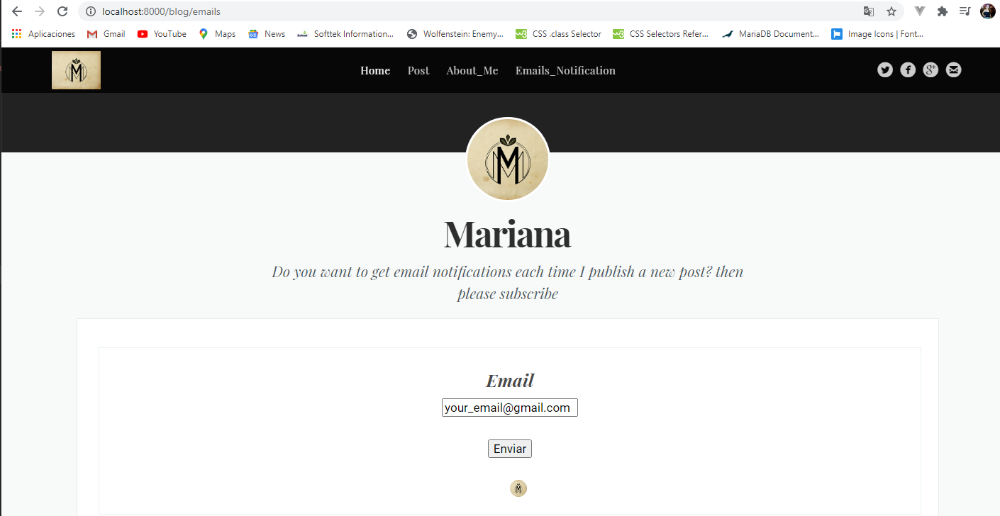 localhost:8000/blog/emails
Aplicaciones Gmail YouTube Maps News Softtek Information... Wolfenstein: Enemy... CSS .class Selector CSS Selectors Refer... MariaDB Document... Image Icons | Font...
M Home Post About_Me Emails_Notification
M
Mariana
Do you want to get email notifications each time I publish a new post? then
please subscribe
Email
your_email@gmail.com
Enviar
M